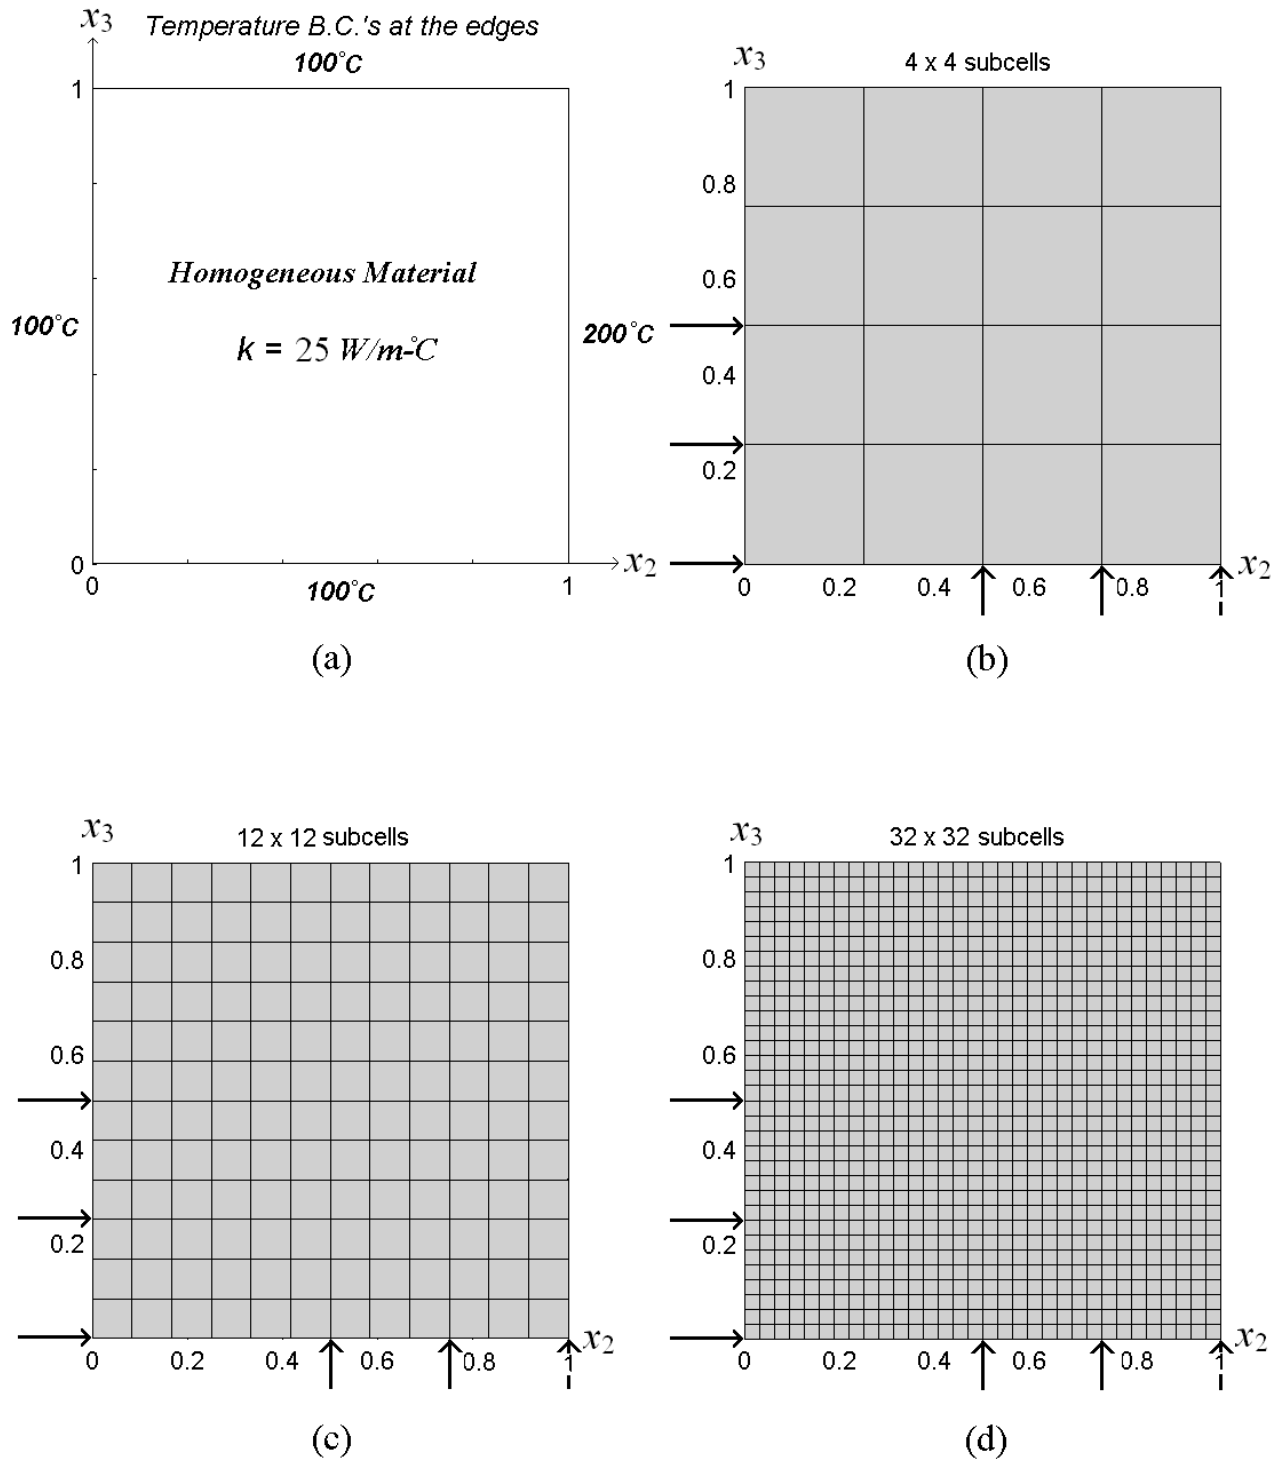 x3 Temperature B.C.'s at the edges
100°C
1
Homogeneous Material
100°C
k = 25 W/m-°C
200°C
0
0 1 x2
100°C
(a)
x3 4 x 4 subcells
1
0.8
0.6
0.4
0.2
0 0.2 0.4 0.6 0.8 1 x2
(b)
x3 12 x 12 subcells
1
0.8
0.6
0.4
0.2
0 0.2 0.4 0.6 0.8 1 x2
(c)
x3 32 x 32 subcells
1
0.8
0.6
0.4
0.2
0 0.2 0.4 0.6 0.8 1 x2
(d)